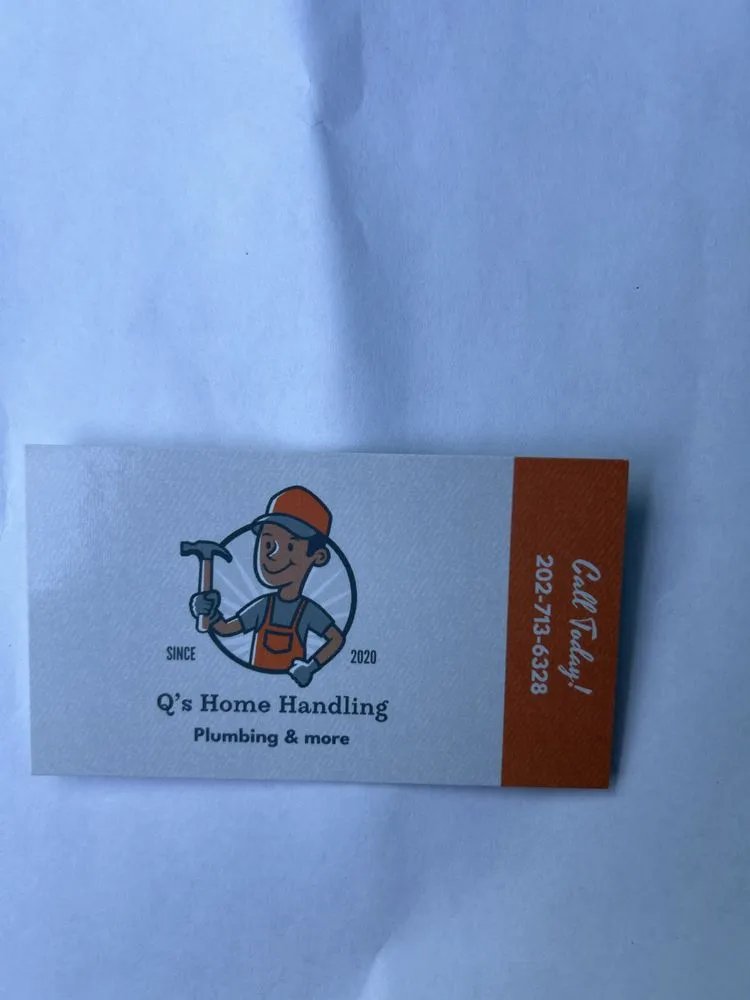 SINCE
2020
Q's Home Handling
Plumbing & more
Call Today!
202-713-6328